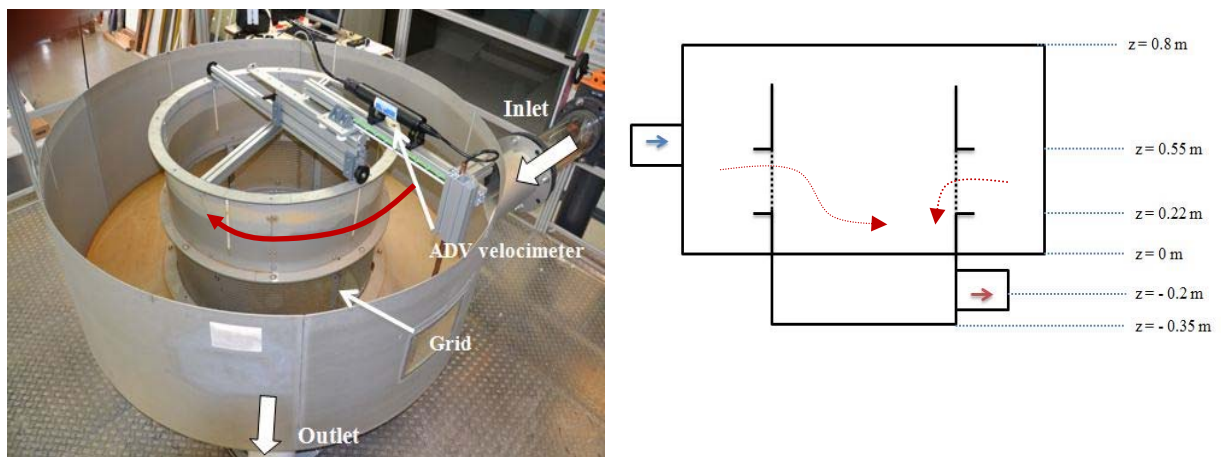 Inlet
ADV velocimeter
Grid
Outlet
z = 0.8 m
z = 0.55 m
z = 0.22 m
z = 0 m
z = - 0.2 m
z = - 0.35 m